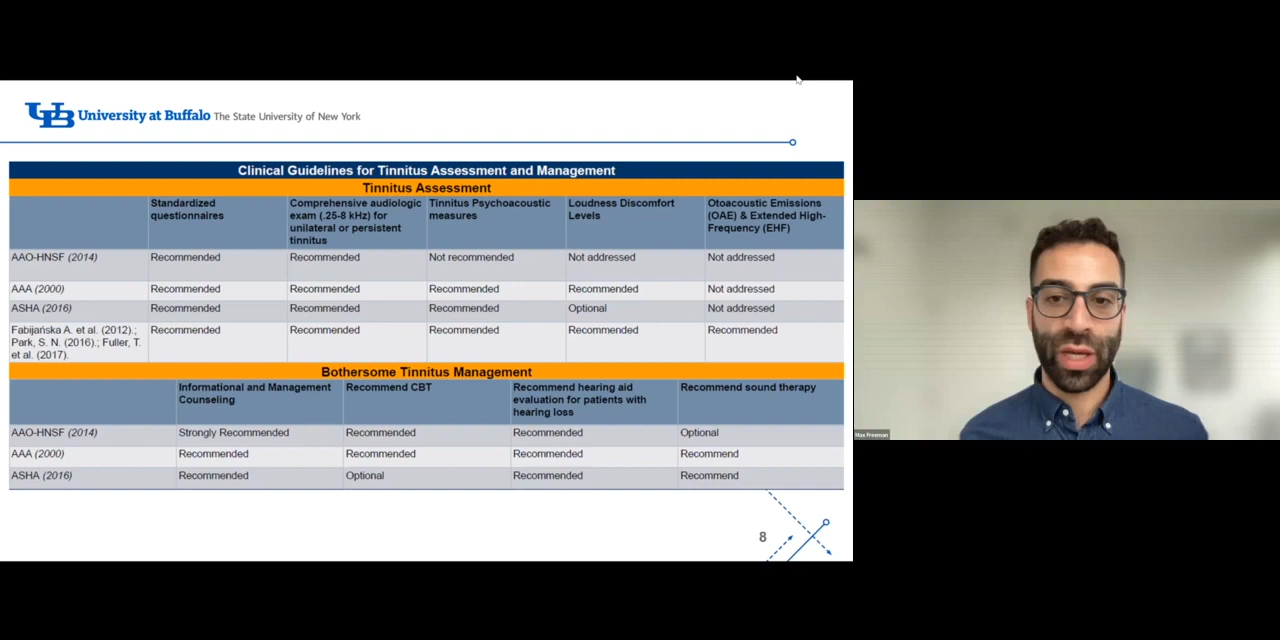 UB University at Buffalo The State University of New York
Clinical Guidelines for Tinnitus Assessment and Management
Tinnitus Assessment
Standardized questionnaires
Comprehensive audiologic exam (.25-8 kHz) for unilateral or persistent tinnitus
Tinnitus Psychoacoustic measures
Loudness Discomfort Levels
Otoacoustic Emissions (OAE) & Extended High-Frequency (EHF)
AAO-HNSF (2014) Recommended Recommended Not recommended Not addressed Not addressed
AAA (2000) Recommended Recommended Recommended Recommended Not addressed
ASHA (2016) Recommended Recommended Recommended Optional Not addressed
Fabijańska A. et al. (2012).; Park, S. N. (2016).; Fuller, T. et al. (2017). Recommended Recommended Recommended Recommended Recommended
Bothersome Tinnitus Management
Informational and Management Counseling
Recommend CBT
Recommend hearing aid evaluation for patients with hearing loss
Recommend sound therapy
AAO-HNSF (2014) Strongly Recommended Recommended Recommended Optional
AAA (2000) Recommended Recommended Recommended Recommend
ASHA (2016) Recommended Optional Recommended Recommend
8
Max Freeman